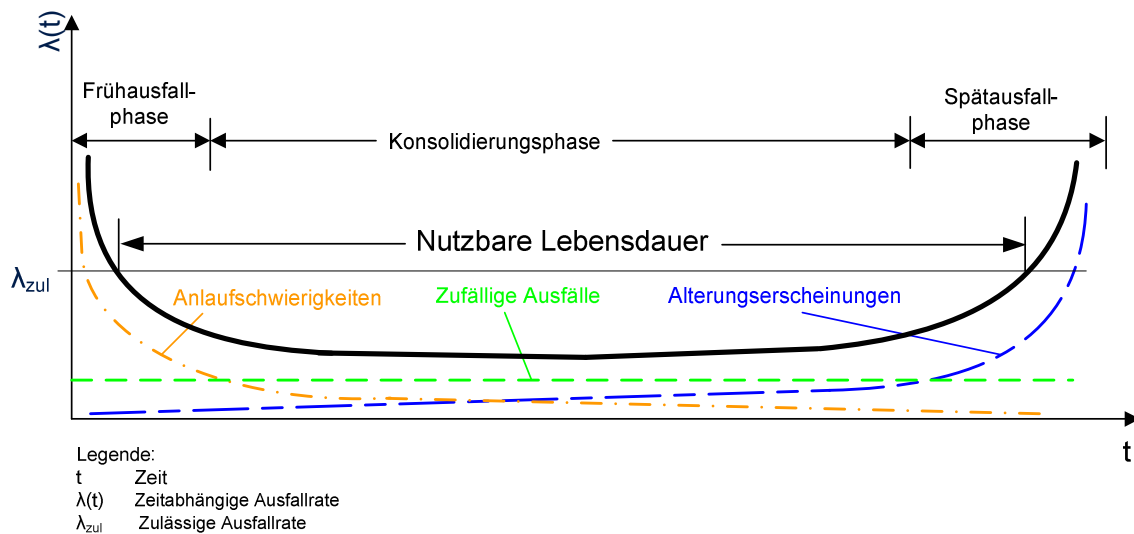 λ(t)
Frühausfall-
phase
Konsolidierungsphase
Spätausfall-
phase
Nutzbare Lebensdauer
λzul
Anlaufschwierigkeiten
Zufällige Ausfälle
Alterungserscheinungen
t
Legende:
t Zeit
λ(t) Zeitabhängige Ausfallrate
λzul Zulässige Ausfallrate